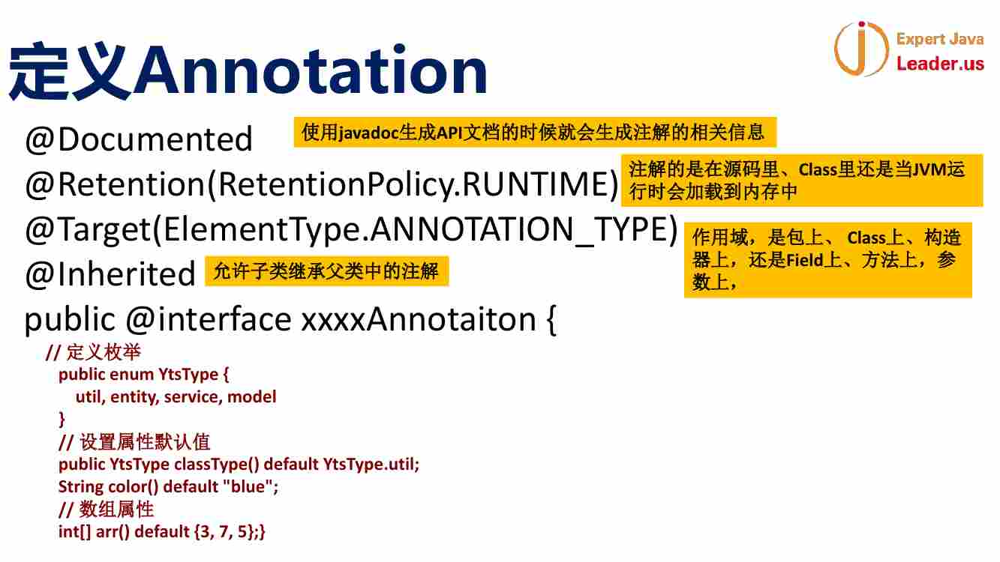 定义Annotation
Expert Java
Leader.us
@Documented
使用javadoc生成API文档的时候就会生成注解的相关信息
@Retention(RetentionPolicy.RUNTIME)
注解的是在源码里、Class里还是当JVM运
行时会加载到内存中
@Target(ElementType.ANNOTATION_TYPE)
作用域，是包上、 Class上、构造
器上，还是Field上、方法上，参
数上，
@Inherited
允许子类继承父类中的注解
public @interface xxxxAnnotaiton {
// 定义枚举
public enum YtsType {
util, entity, service, model
}
// 设置属性默认值
public YtsType classType() default YtsType.util;
String color() default "blue";
// 数组属性
int[] arr() default {3, 7, 5};}